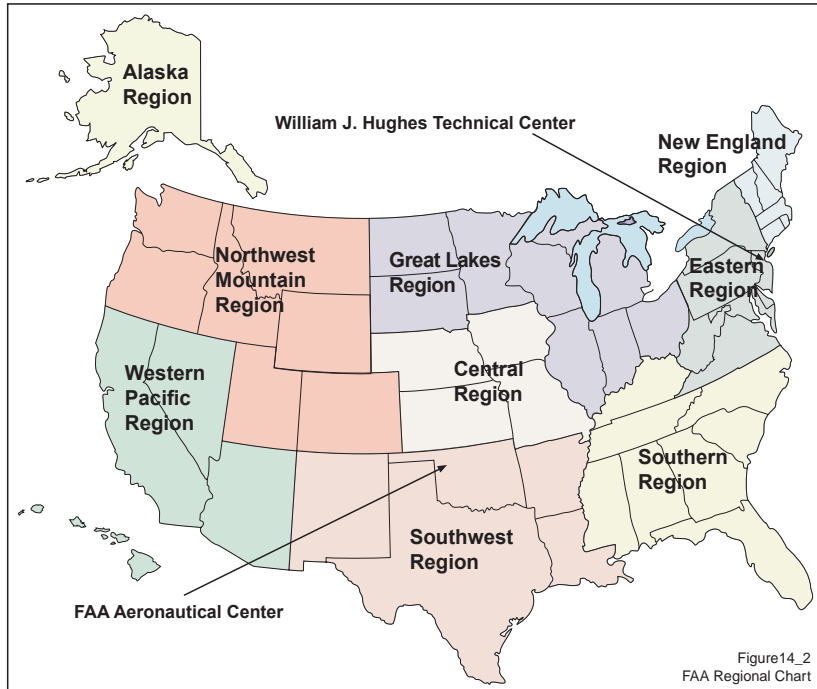 Alaska
Region
William J. Hughes Technical Center
New England
Region
Northwest
Mountain
Region
Great Lakes
Region
Eastern
Region
Western
Pacific
Region
Central
Region
Southern
Region
Southwest
Region
FAA Aeronautical Center
Figure14_2
FAA Regional Chart